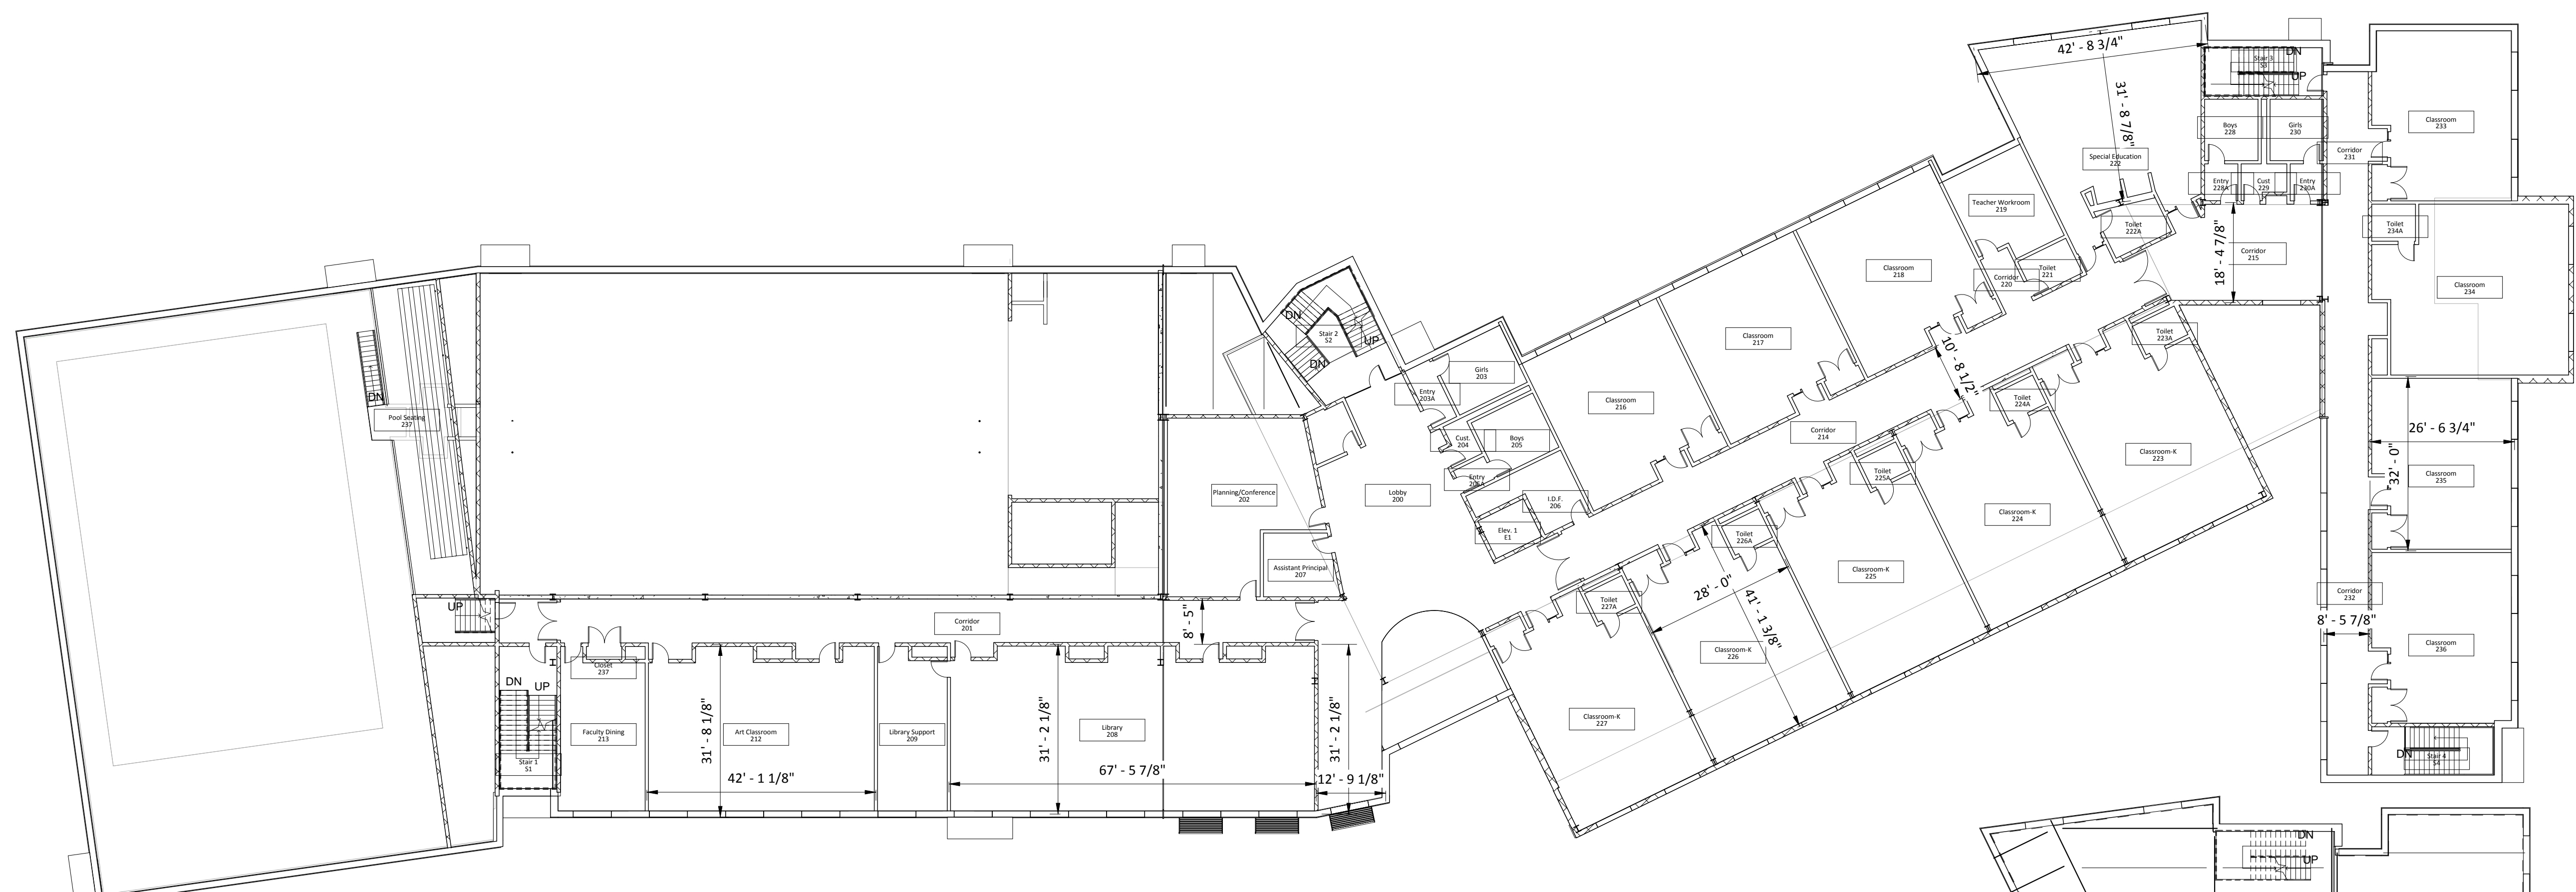 42' - 8 3/4"
31' - 8 7/8"
DN
Stair 3
S3
UP
Classroom
233
Boys
228
Girls
230
Corridor
231
Special Education
222
Entry
228A
Cust
229
Entry
230A
Teacher Workroom
219
Toilet
222A
Toilet
234A
18' - 4 7/8"
Corridor
215
Classroom
218
Corridor
220
Toilet
221
Classroom
234
DN
Stair 2
S2
UP
DN
Classroom
217
Toilet
223A
10' - 8 1/2"
Girls
203
Entry
203A
Classroom
216
Toilet
224A
DN
Pool Seating
237
Cust.
204
Boys
205
Corridor
214
26' - 6 3/4"
32' - 0"
Classroom-K
223
Toilet
225A
Classroom
235
Entry
205A
Planning/Conference
202
Lobby
200
I.D.F.
206
Classroom-K
224
Elev. 1
E1
Toilet
226A
Assistant Principal
207
Classroom-K
225
28' - 0"
41' - 1 3/8"
Toilet
227A
Corridor
232
8' - 5 7/8"
UP
8' - 5"
Corridor
201
Classroom-K
226
Classroom
236
Closet
237
DN
UP
Classroom-K
227
Faculty Dining
213
31' - 8 1/8"
Art Classroom
212
Library Support
209
31' - 2 1/8"
Library
208
31' - 2 1/8"
Stair 1
S1
42' - 1 1/8"
67' - 5 7/8"
12' - 9 1/8"
DN
Stair 4
S4
DN
UP